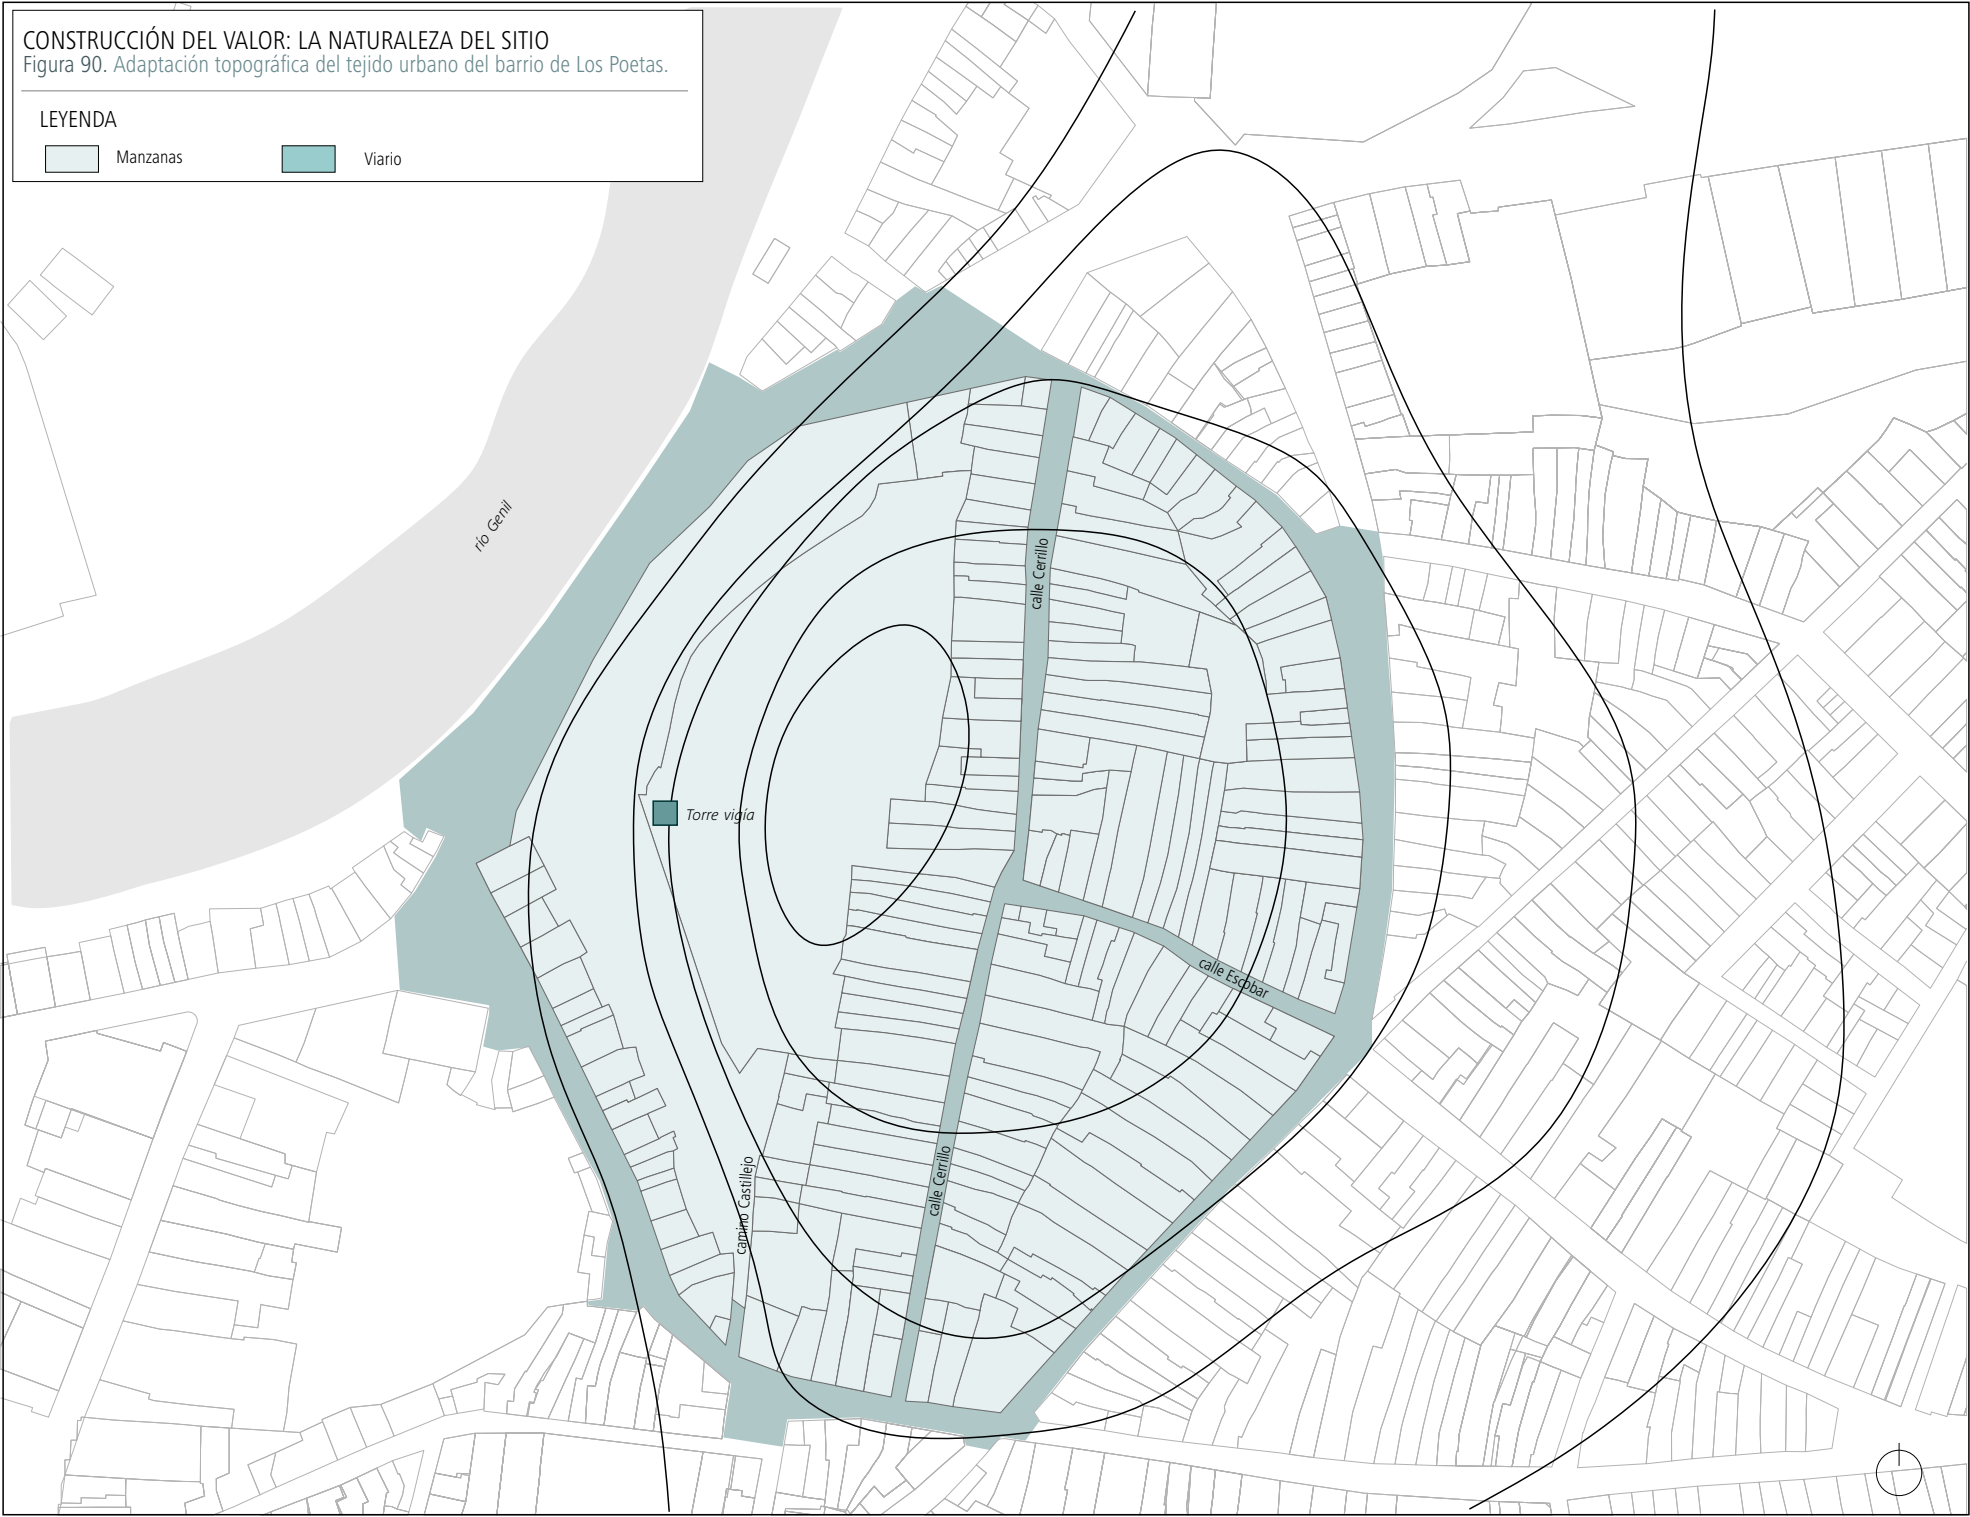 CONSTRUCCIÓN DEL VALOR: LA NATURALEZA DEL SITIO
Figura 90. Adaptación topográfica del tejido urbano del barrio de Los Poetas.
LEYENDA
Manzanas
Viario
río Genil
calle Cerrillo
Torre vigía
calle Escobar
calle Cerrillo
camino Castillejo